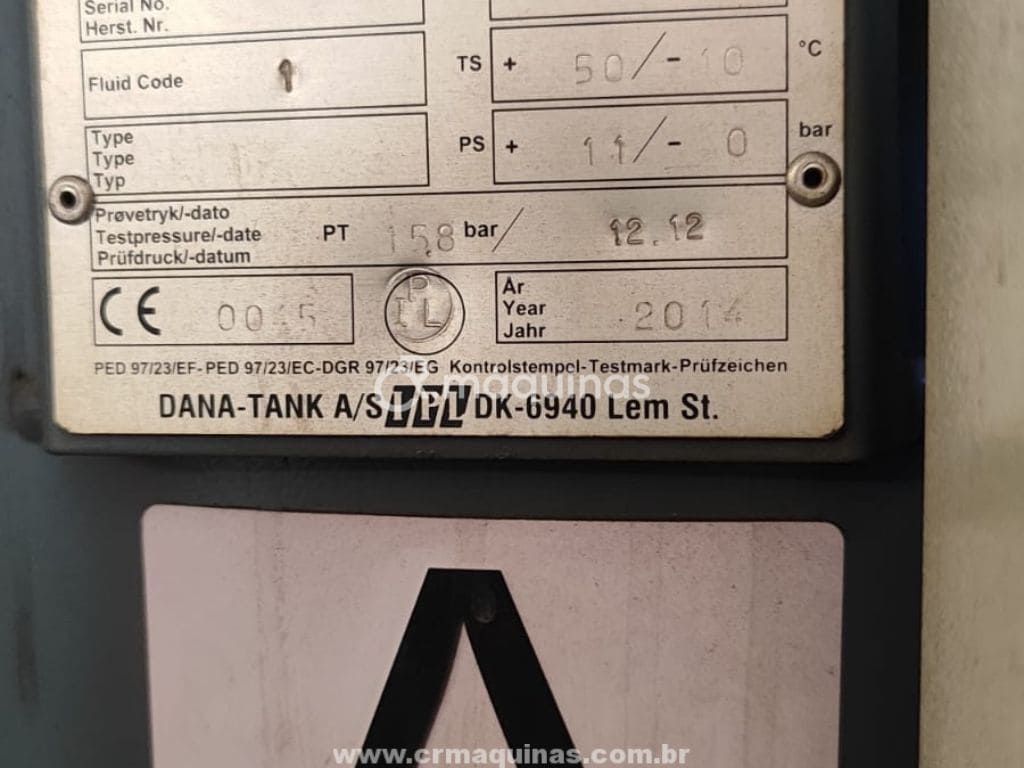 Serial No.
Herst. Nr.
Fluid Code 1
TS + 50/- 10 °C
Type
Type
Typ
PS + 11/- 0 bar
Prøvetryk/-dato
Testpressure/-date
Prüfdruck/-datum
PT 15,8 bar/ 12.12
CE 0045
P
I L
År
Year
Jahr
2014
PED 97/23/EF- PED 97/23/EC-DGR 97/23/EG Kontrolstempel-Testmark-Prüfzeichen
maquinas
DANA-TANK A/S DK-6940 Lem St.
A
www.crmaquinas.com.br